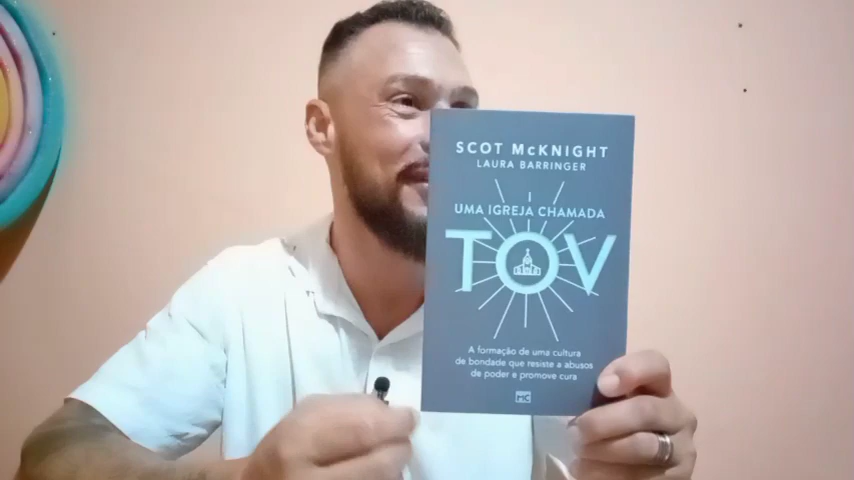 SCOT McKNIGHT
LAURA BARRINGER
UMA IGREJA CHAMADA
TOV
A formação de uma cultura
de bondade que resiste a abusos
de poder e promove cura